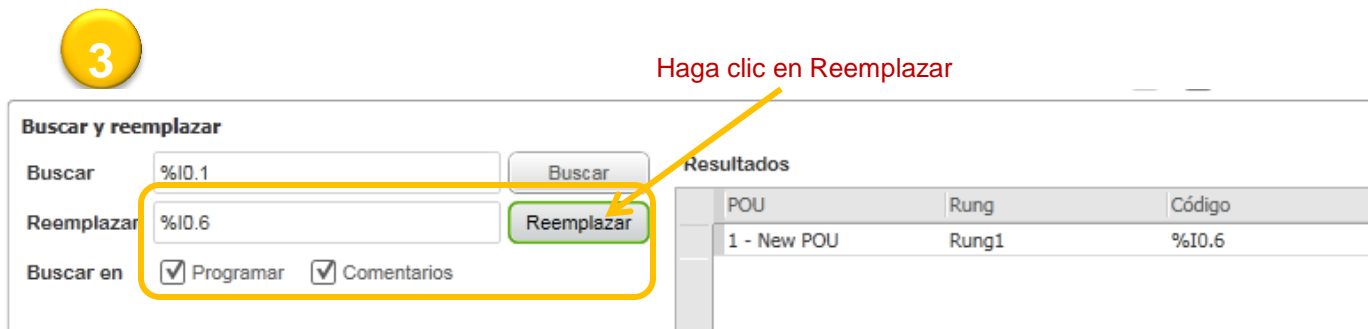 3
Haga clic en Reemplazar
Buscar y reemplazar
Buscar %I0.1 Buscar
Reemplazar %I0.6 Reemplazar
Buscar en Programar Comentarios
Resultados
POU Rung Código
1 - New POU Rung1 %I0.6